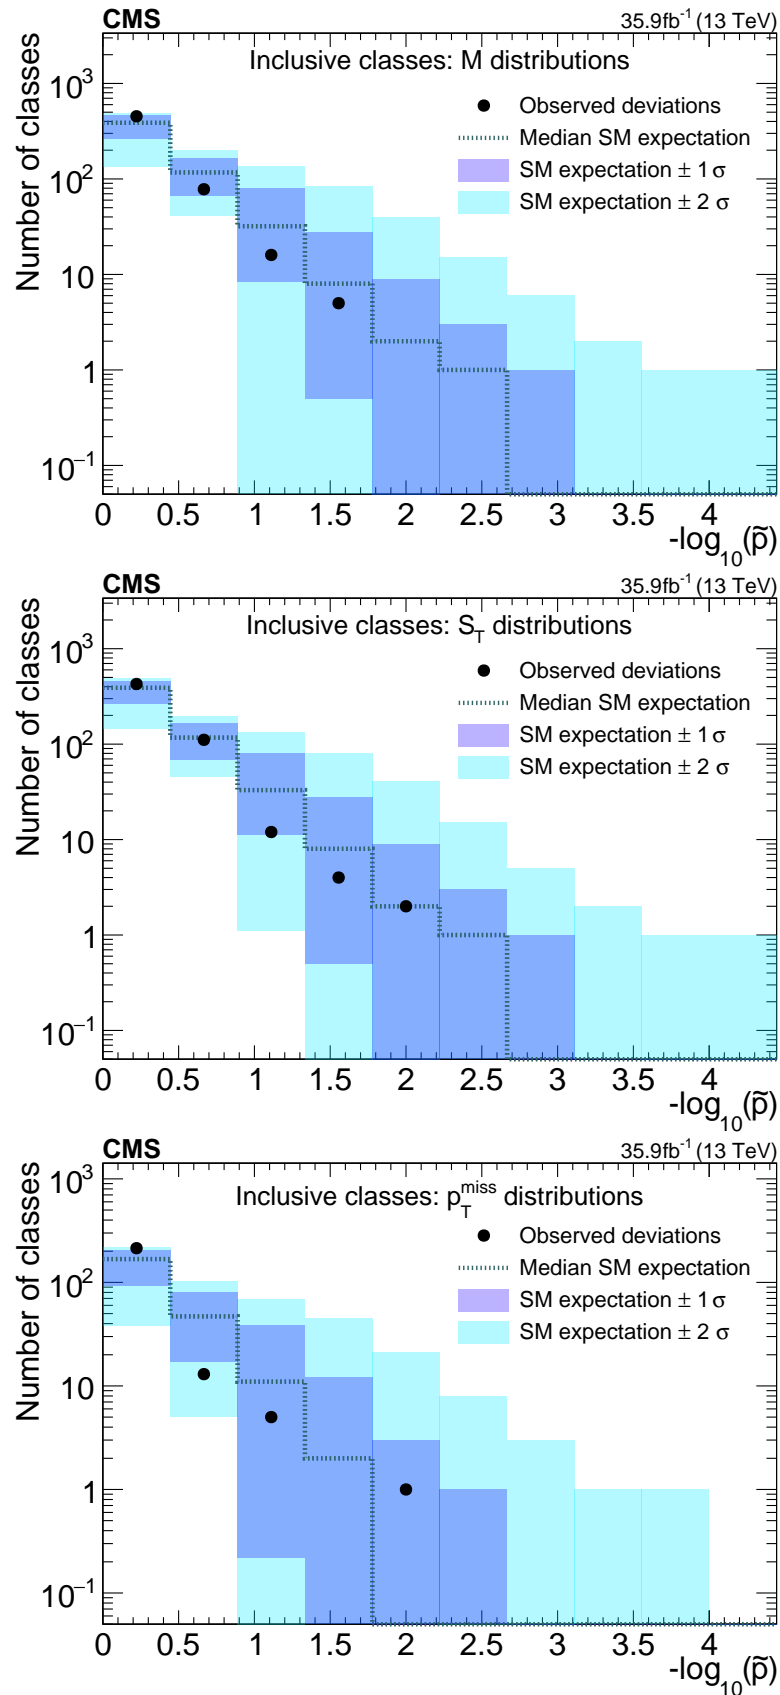 CMS 35.9fb⁻¹ (13 TeV)
Inclusive classes: M distributions
Observed deviations
Median SM expectation
SM expectation ± 1 σ
SM expectation ± 2 σ
Number of classes
10³
10²
10
1
10⁻¹
0 0.5 1 1.5 2 2.5 3 3.5 4
-log₁₀(p̃)
CMS 35.9fb⁻¹ (13 TeV)
Inclusive classes: S_T distributions
Observed deviations
Median SM expectation
SM expectation ± 1 σ
SM expectation ± 2 σ
Number of classes
10³
10²
10
1
10⁻¹
0 0.5 1 1.5 2 2.5 3 3.5 4
-log₁₀(p̃)
CMS 35.9fb⁻¹ (13 TeV)
Inclusive classes: p_T^miss distributions
Observed deviations
Median SM expectation
SM expectation ± 1 σ
SM expectation ± 2 σ
Number of classes
10³
10²
10
1
10⁻¹
0 0.5 1 1.5 2 2.5 3 3.5 4
-log₁₀(p̃)